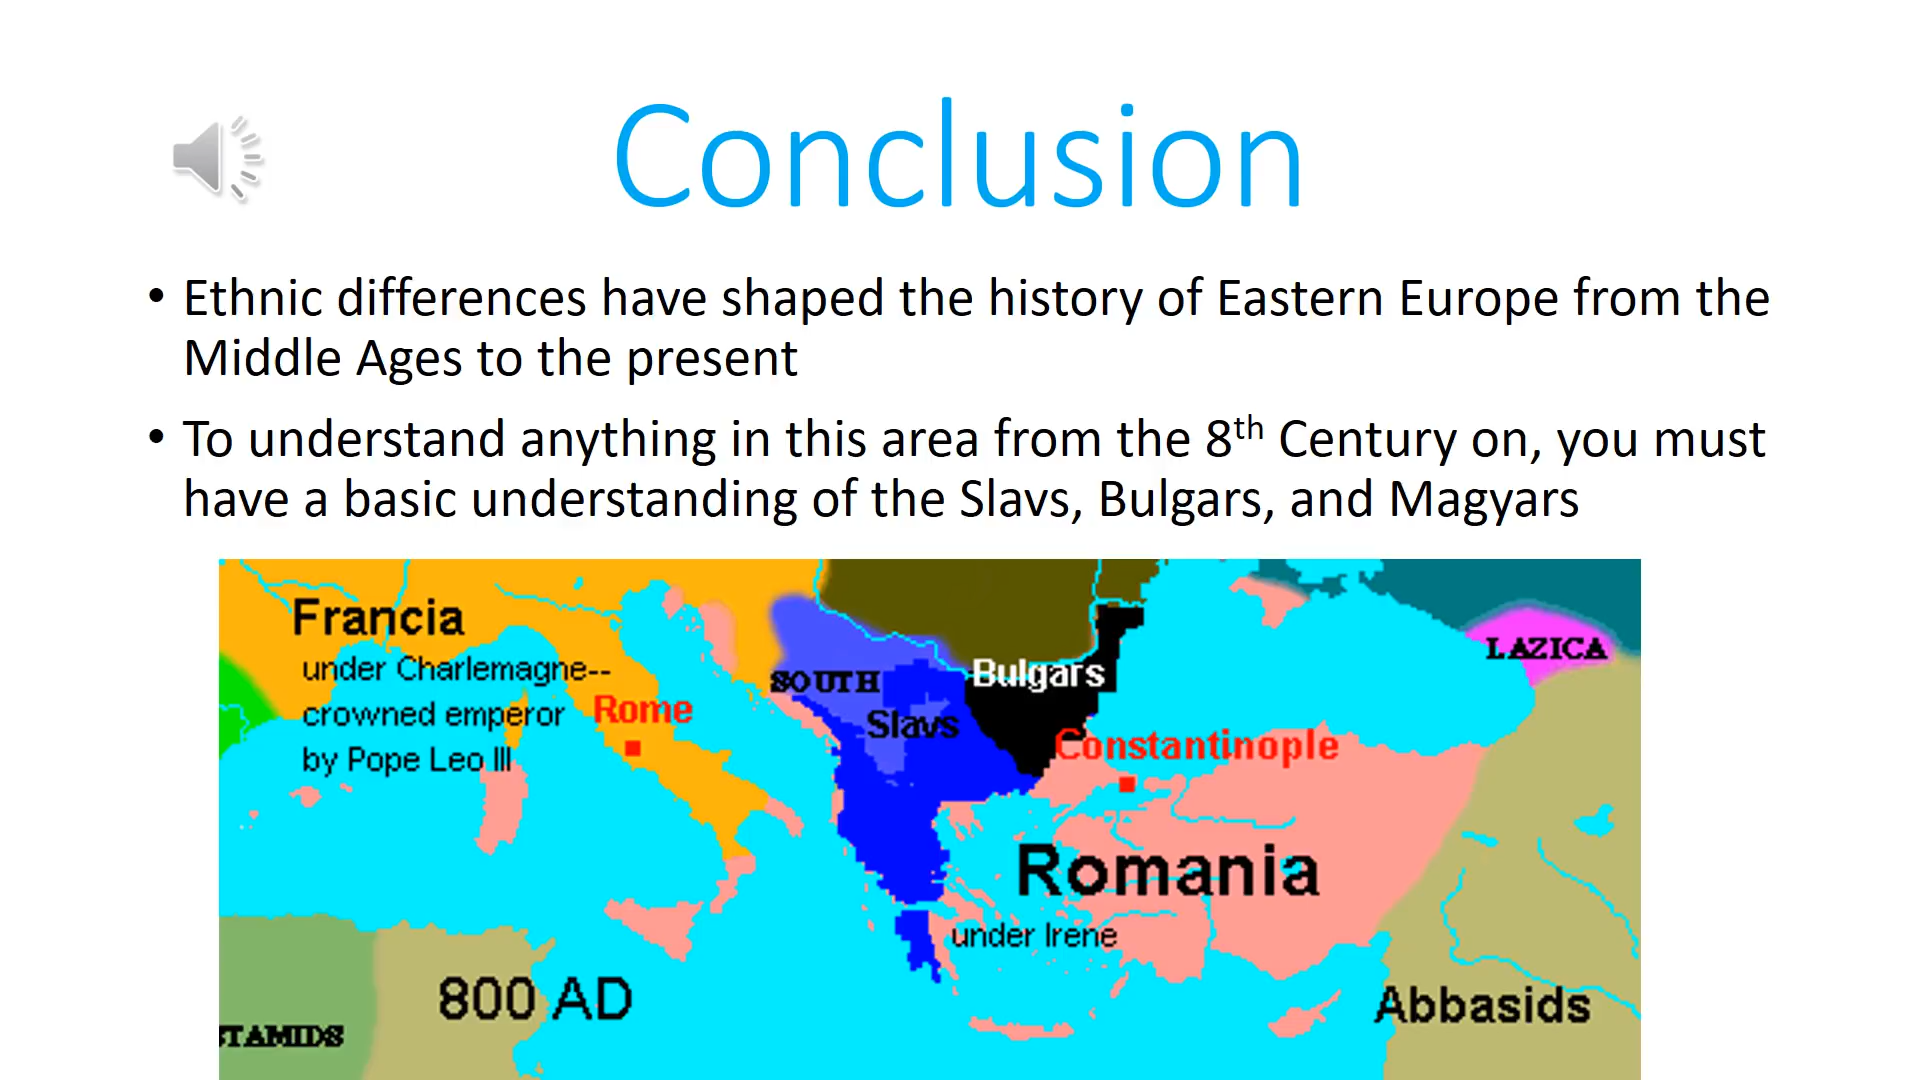 Conclusion
• Ethnic differences have shaped the history of Eastern Europe from the
Middle Ages to the present
• To understand anything in this area from the 8th Century on, you must
have a basic understanding of the Slavs, Bulgars, and Magyars
Francia
under Charlemagne--
crowned emperor
by Pope Leo III
Rome
SOUTH
Slavs
Bulgars
LAZICA
Constantinople
Romania
under Irene
800 AD
Abbasids
STAMIDS